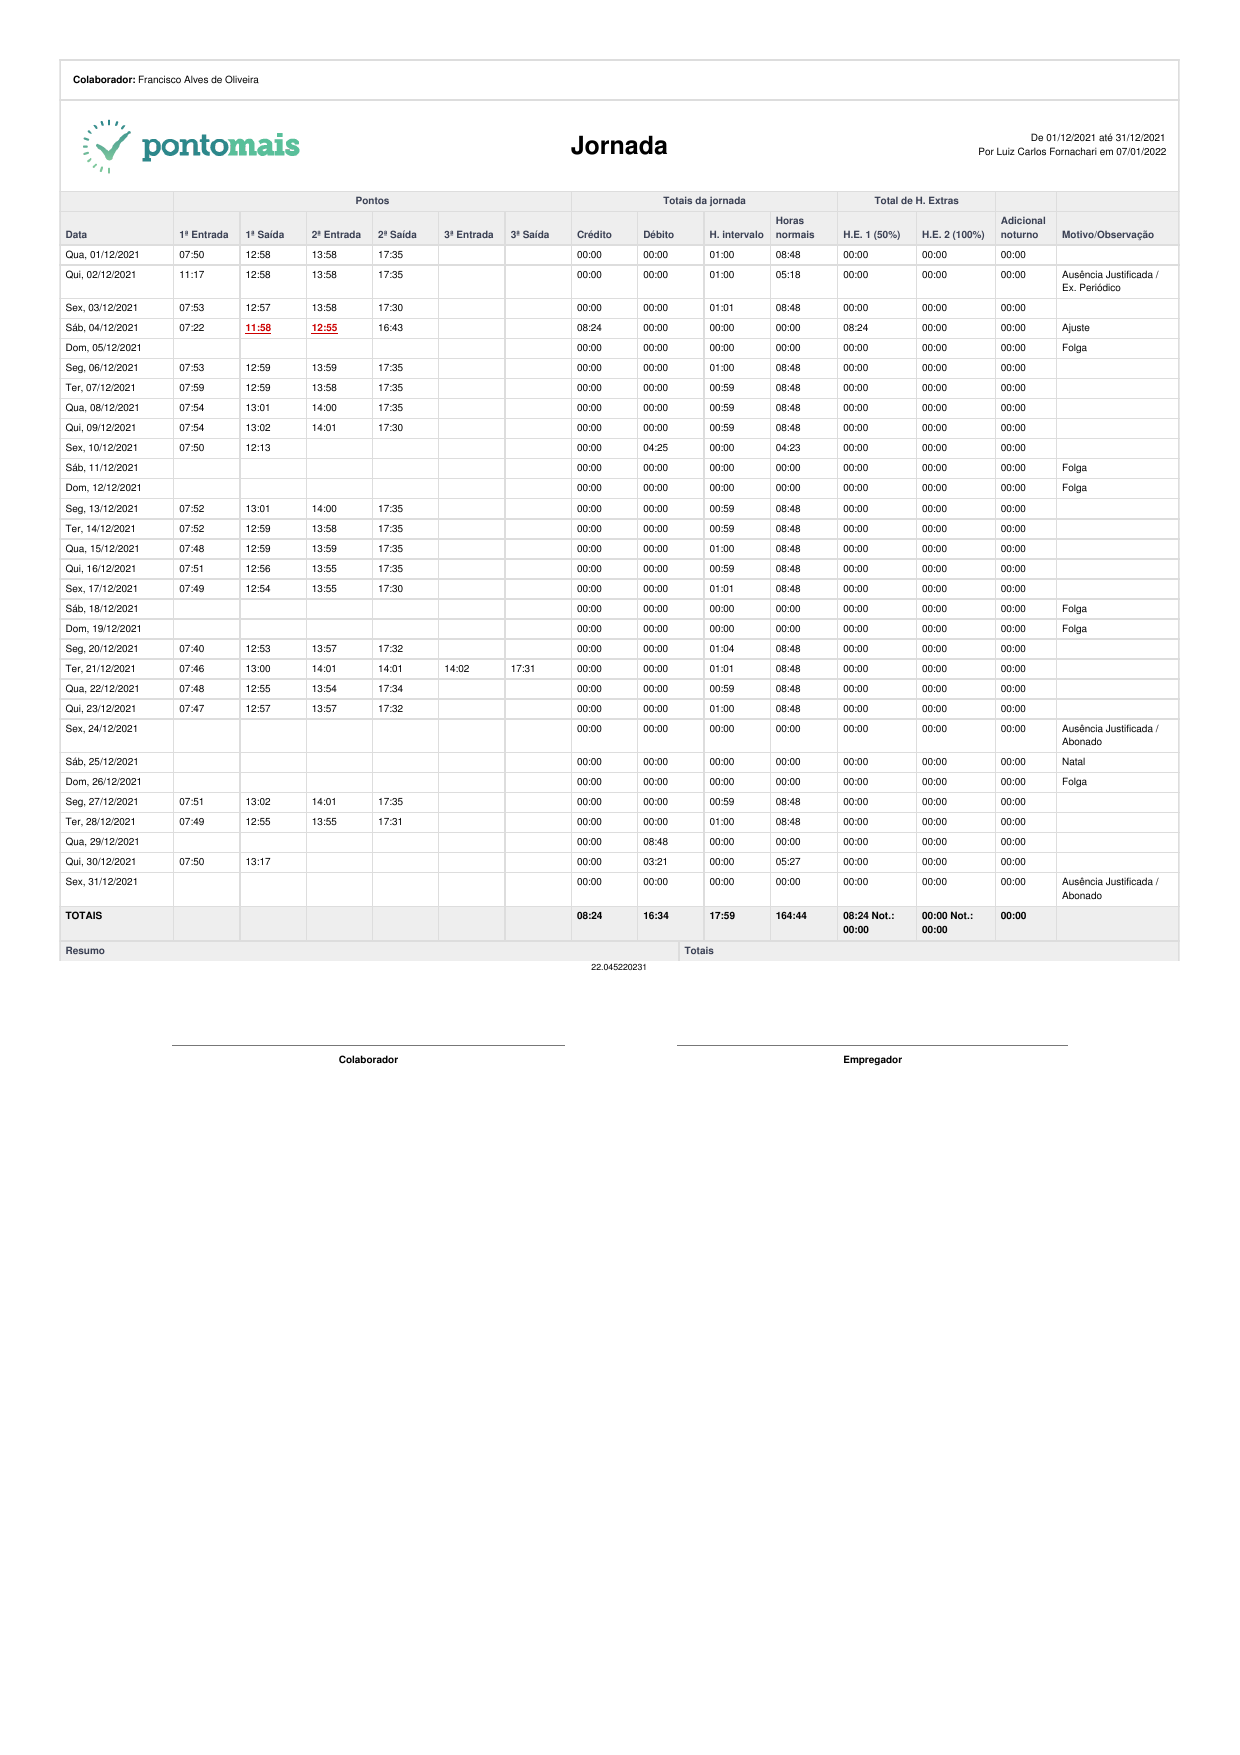 Colaborador: Francisco Alves de Oliveira
pontomais
Jornada
De 01/12/2021 até 31/12/2021
Por Luiz Carlos Fornachari em 07/01/2022
Pontos Totais da jornada Total de H. Extras
Data 1ª Entrada 1ª Saída 2ª Entrada 2ª Saída 3ª Entrada 3ª Saída Crédito Débito H. intervalo Horas normais H.E. 1 (50%) H.E. 2 (100%) Adicional noturno Motivo/Observação
Qua, 01/12/2021 07:50 12:58 13:58 17:35 00:00 00:00 01:00 08:48 00:00 00:00 00:00
Qui, 02/12/2021 11:17 12:58 13:58 17:35 00:00 00:00 01:00 05:18 00:00 00:00 00:00 Ausência Justificada /
Ex. Periódico
Sex, 03/12/2021 07:53 12:57 13:58 17:30 00:00 00:00 01:01 08:48 00:00 00:00 00:00
Sáb, 04/12/2021 07:22 11:58 12:55 16:43 08:24 00:00 00:00 00:00 08:24 00:00 00:00 Ajuste
Dom, 05/12/2021 00:00 00:00 00:00 00:00 00:00 00:00 00:00 Folga
Seg, 06/12/2021 07:53 12:59 13:59 17:35 00:00 00:00 01:00 08:48 00:00 00:00 00:00
Ter, 07/12/2021 07:59 12:59 13:58 17:35 00:00 00:00 00:59 08:48 00:00 00:00 00:00
Qua, 08/12/2021 07:54 13:01 14:00 17:35 00:00 00:00 00:59 08:48 00:00 00:00 00:00
Qui, 09/12/2021 07:54 13:02 14:01 17:30 00:00 00:00 00:59 08:48 00:00 00:00 00:00
Sex, 10/12/2021 07:50 12:13 00:00 04:25 00:00 04:23 00:00 00:00 00:00
Sáb, 11/12/2021 00:00 00:00 00:00 00:00 00:00 00:00 00:00 Folga
Dom, 12/12/2021 00:00 00:00 00:00 00:00 00:00 00:00 00:00 Folga
Seg, 13/12/2021 07:52 13:01 14:00 17:35 00:00 00:00 00:59 08:48 00:00 00:00 00:00
Ter, 14/12/2021 07:52 12:59 13:58 17:35 00:00 00:00 00:59 08:48 00:00 00:00 00:00
Qua, 15/12/2021 07:48 12:59 13:59 17:35 00:00 00:00 01:00 08:48 00:00 00:00 00:00
Qui, 16/12/2021 07:51 12:56 13:55 17:35 00:00 00:00 00:59 08:48 00:00 00:00 00:00
Sex, 17/12/2021 07:49 12:54 13:55 17:30 00:00 00:00 01:01 08:48 00:00 00:00 00:00
Sáb, 18/12/2021 00:00 00:00 00:00 00:00 00:00 00:00 00:00 Folga
Dom, 19/12/2021 00:00 00:00 00:00 00:00 00:00 00:00 00:00 Folga
Seg, 20/12/2021 07:40 12:53 13:57 17:32 00:00 00:00 01:04 08:48 00:00 00:00 00:00
Ter, 21/12/2021 07:46 13:00 14:01 14:01 14:02 17:31 00:00 00:00 01:01 08:48 00:00 00:00 00:00
Qua, 22/12/2021 07:48 12:55 13:54 17:34 00:00 00:00 00:59 08:48 00:00 00:00 00:00
Qui, 23/12/2021 07:47 12:57 13:57 17:32 00:00 00:00 01:00 08:48 00:00 00:00 00:00
Sex, 24/12/2021 00:00 00:00 00:00 00:00 00:00 00:00 00:00 Ausência Justificada /
Abonado
Sáb, 25/12/2021 00:00 00:00 00:00 00:00 00:00 00:00 00:00 Natal
Dom, 26/12/2021 00:00 00:00 00:00 00:00 00:00 00:00 00:00 Folga
Seg, 27/12/2021 07:51 13:02 14:01 17:35 00:00 00:00 00:59 08:48 00:00 00:00 00:00
Ter, 28/12/2021 07:49 12:55 13:55 17:31 00:00 00:00 01:00 08:48 00:00 00:00 00:00
Qua, 29/12/2021 00:00 08:48 00:00 00:00 00:00 00:00 00:00
Qui, 30/12/2021 07:50 13:17 00:00 03:21 00:00 05:27 00:00 00:00 00:00
Sex, 31/12/2021 00:00 00:00 00:00 00:00 00:00 00:00 00:00 Ausência Justificada /
Abonado
TOTAIS 08:24 16:34 17:59 164:44 08:24 Not.: 00:00 00:00 Not.: 00:00 00:00
Resumo Totais
22.045220231
Colaborador Empregador